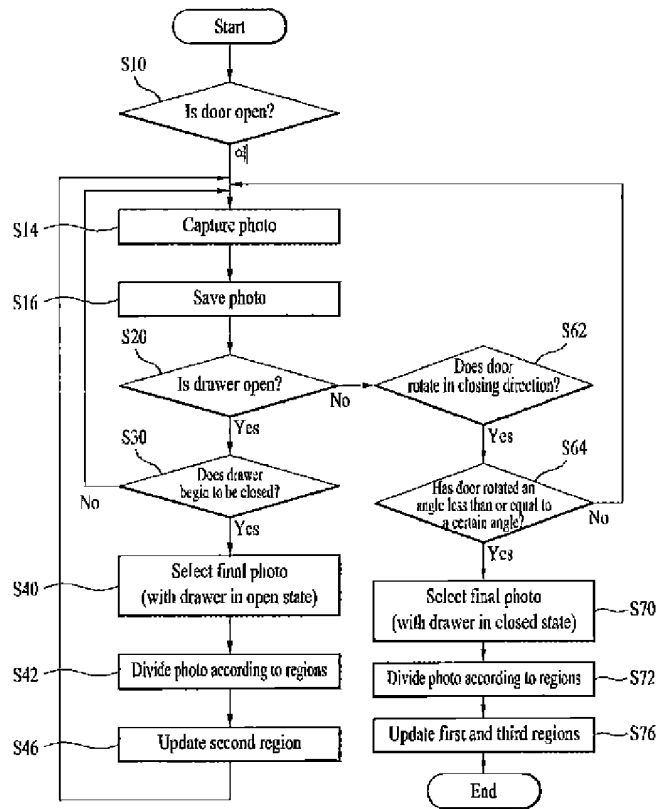 Start
S10
Is door open?
예
S14
Capture photo
S16
Save photo
S20
Is drawer open?
No
Yes
S62
Does door
rotate in closing direction?
Yes
S30
Does drawer
begin to be closed?
No
Yes
S64
Has door rotated an
angle less than or equal to
a certain angle?
No
Yes
S40
Select final photo
(with drawer in open state)
S42
Divide photo according to regions
S46
Update second region
Select final photo
(with drawer in closed state)
S70
Divide photo according to regions
S72
Update first and third regions
S76
End